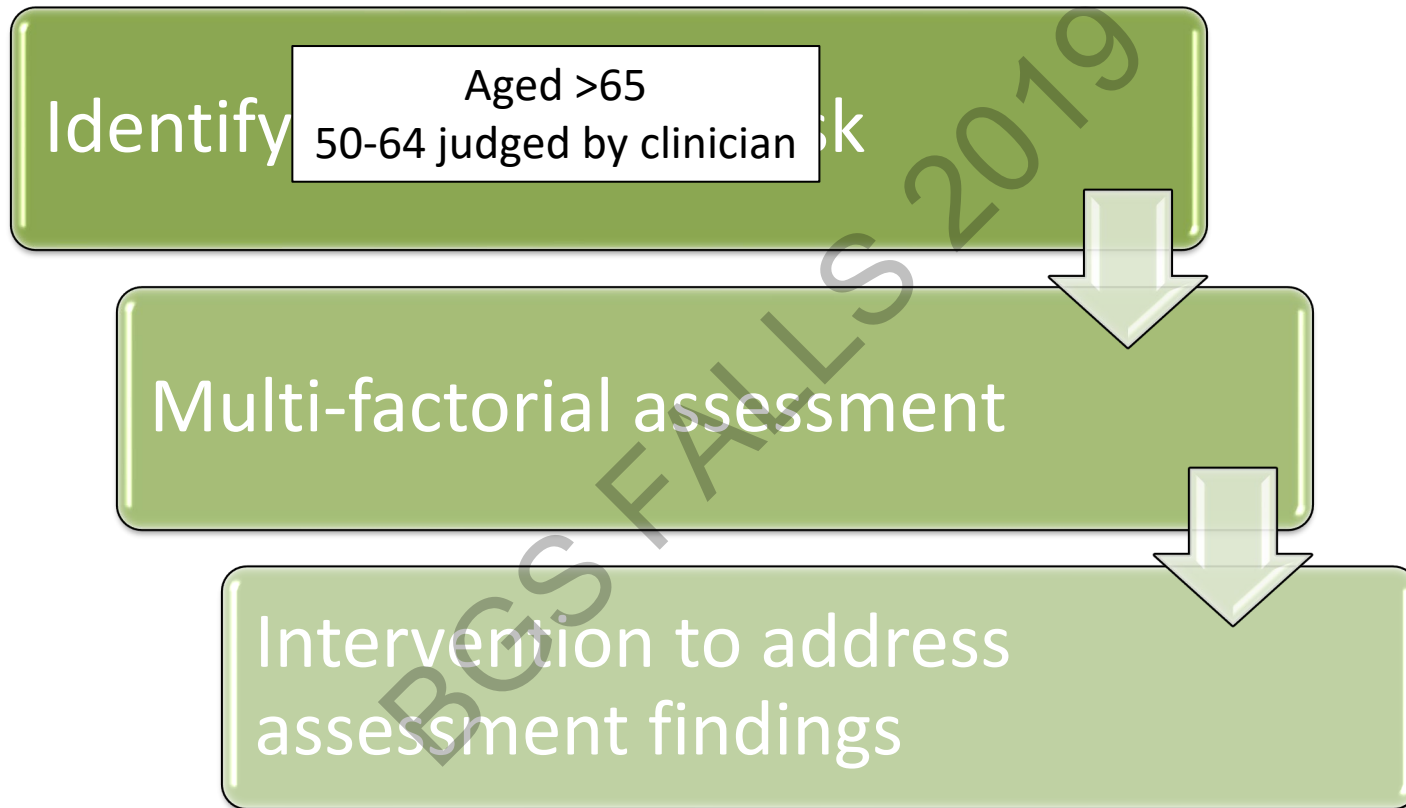 Identify
Aged >65
50-64 judged by clinician
sk
Multi-factorial assessment
Intervention to address
assessment findings
BGS FALLS 2019